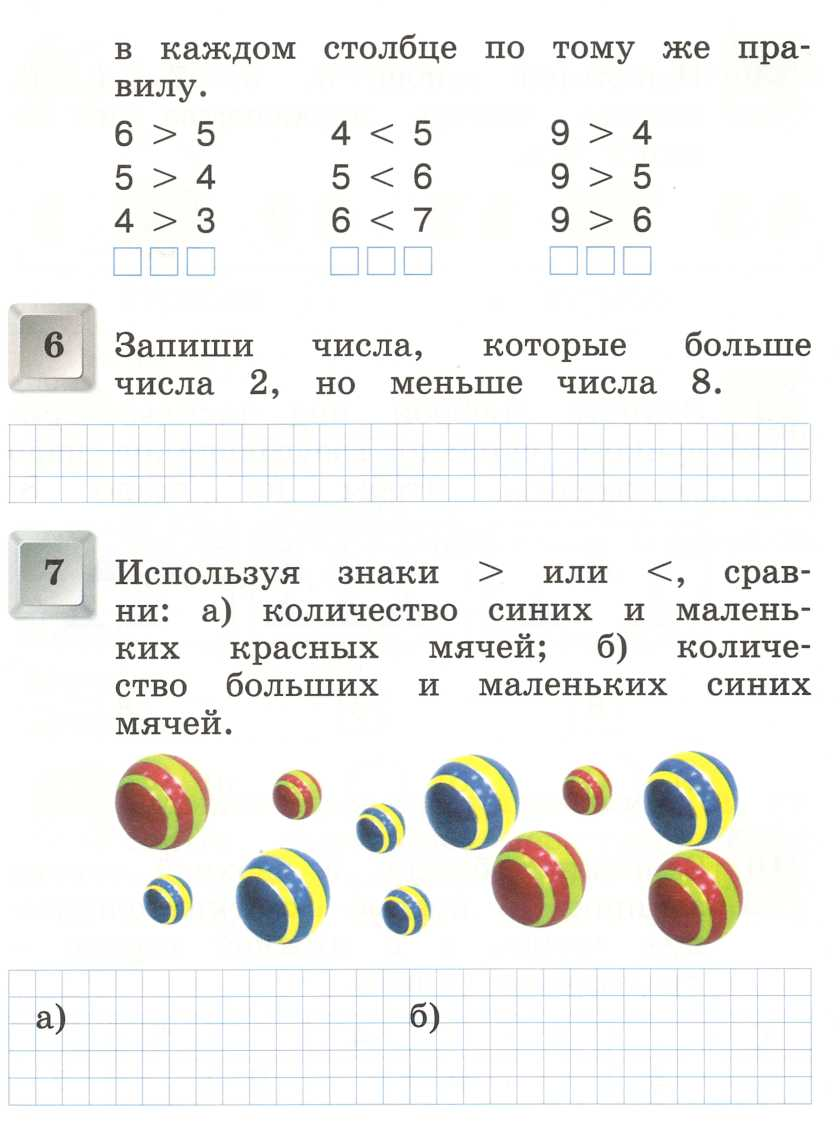 в каждом столбце по тому же пра-
вилу.
6 > 5 4 < 5 9 > 4
5 > 4 5 < 6 9 > 5
4 > 3 6 < 7 9 > 6
6 Запиши числа, которые больше
числа 2, но меньше числа 8.
7 Используя знаки > или <, срав-
ни: а) количество синих и малень-
ких красных мячей; б) количе-
ство больших и маленьких синих
мячей.
а) б)